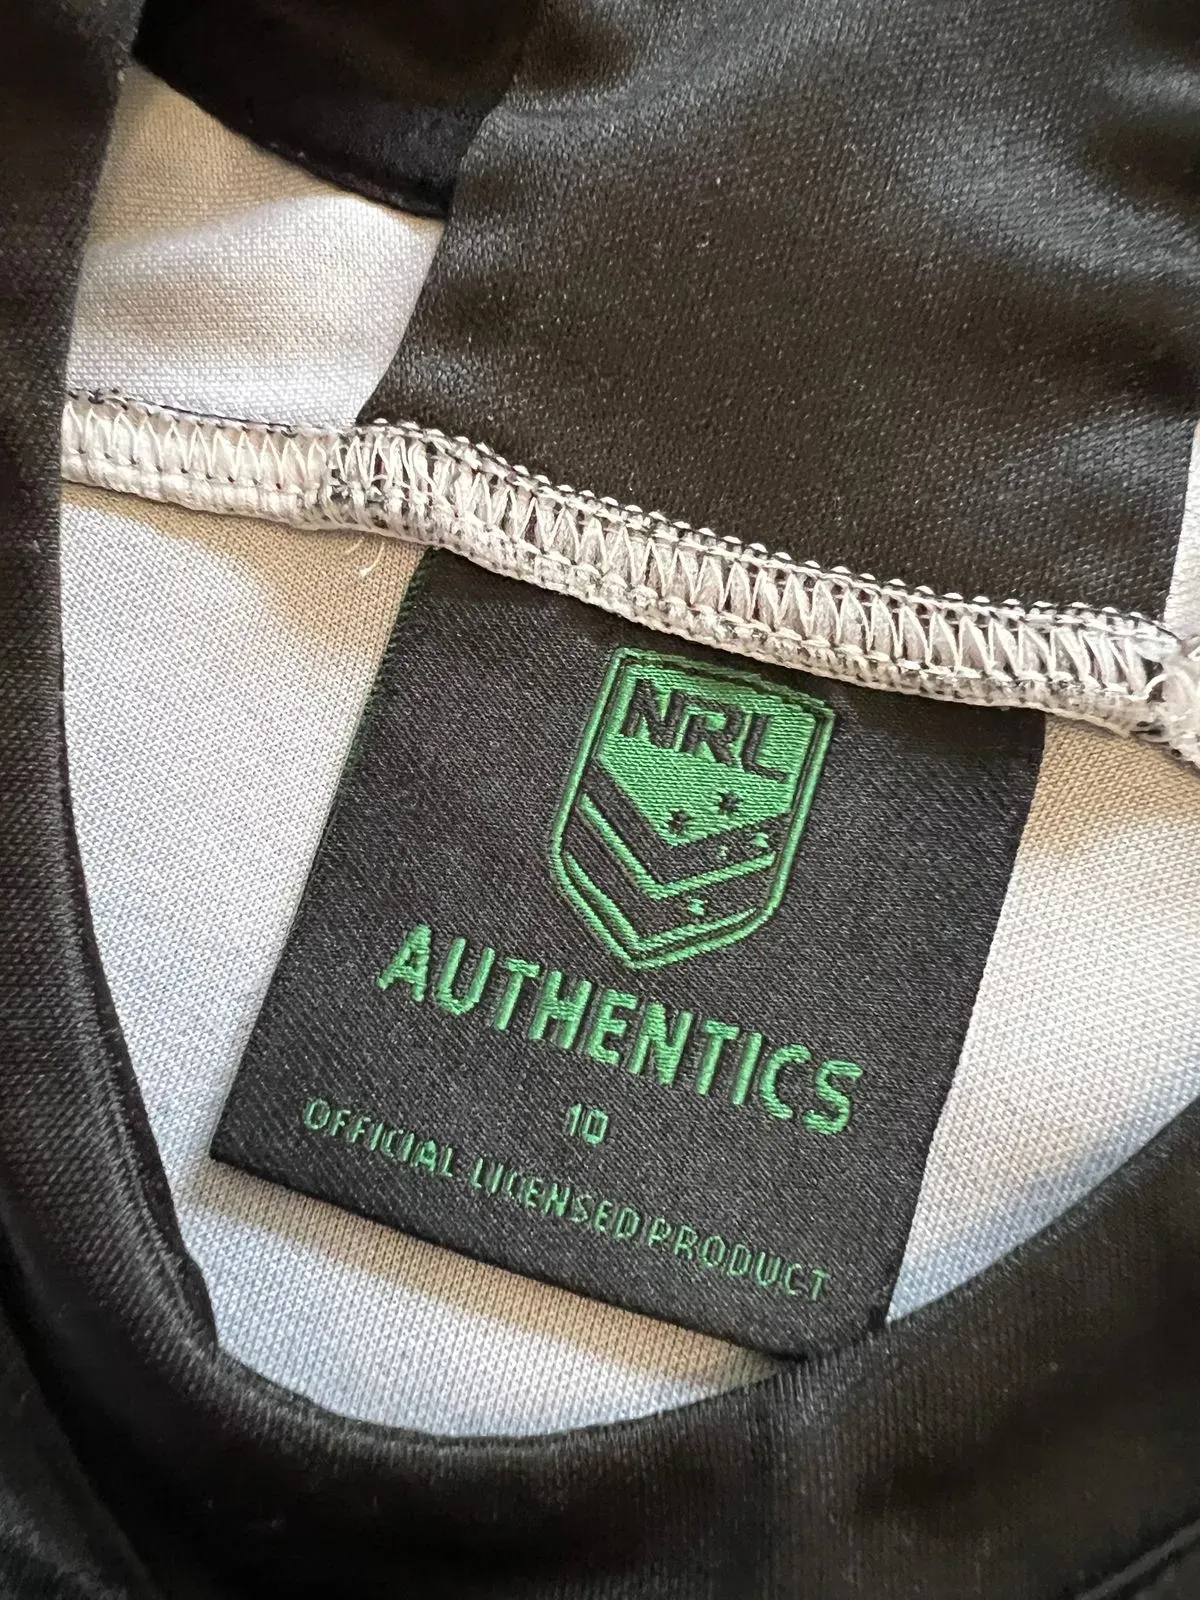 NRL
AUTHENTICS
10
OFFICIAL LICENSED PRODUCT